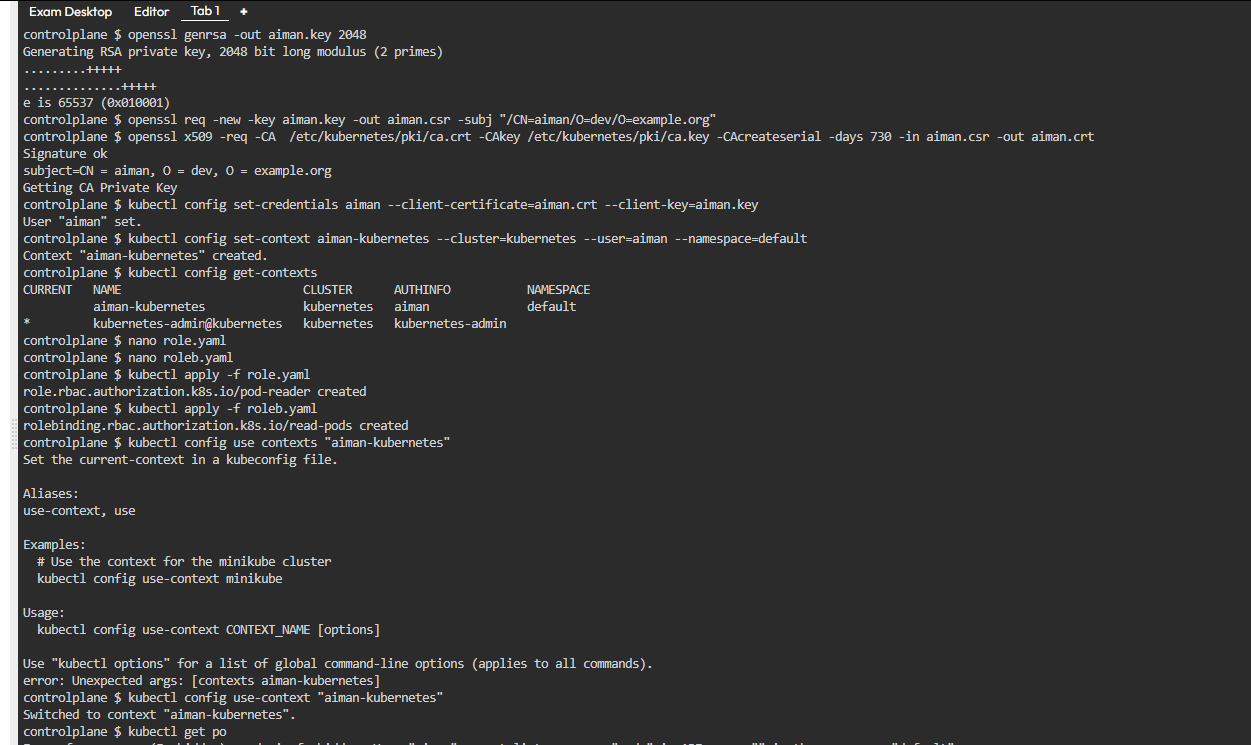 Exam Desktop Editor Tab 1 +
controlplane $ openssl genrsa -out aiman.key 2048
Generating RSA private key, 2048 bit long modulus (2 primes)
.........+++++
..............+++++
e is 65537 (0x010001)
controlplane $ openssl req -new -key aiman.key -out aiman.csr -subj "/CN=aiman/O=dev/O=example.org"
controlplane $ openssl x509 -req -CA  /etc/kubernetes/pki/ca.crt -CAkey /etc/kubernetes/pki/ca.key -CAcreateserial -days 730 -in aiman.csr -out aiman.crt
Signature ok
subject=CN = aiman, O = dev, O = example.org
Getting CA Private Key
controlplane $ kubectl config set-credentials aiman --client-certificate=aiman.crt --client-key=aiman.key
User "aiman" set.
controlplane $ kubectl config set-context aiman-kubernetes --cluster=kubernetes --user=aiman --namespace=default
Context "aiman-kubernetes" created.
controlplane $ kubectl config get-contexts
CURRENT   NAME                          CLUSTER      AUTHINFO           NAMESPACE
          aiman-kubernetes              kubernetes   aiman              default
*         kubernetes-admin@kubernetes   kubernetes   kubernetes-admin
controlplane $ nano role.yaml
controlplane $ nano roleb.yaml
controlplane $ kubectl apply -f role.yaml
role.rbac.authorization.k8s.io/pod-reader created
controlplane $ kubectl apply -f roleb.yaml
rolebinding.rbac.authorization.k8s.io/read-pods created
controlplane $ kubectl config use contexts "aiman-kubernetes"
Set the current-context in a kubeconfig file.
Aliases:
use-context, use
Examples:
  # Use the context for the minikube cluster
  kubectl config use-context minikube
Usage:
  kubectl config use-context CONTEXT_NAME [options]
Use "kubectl options" for a list of global command-line options (applies to all commands).
error: Unexpected args: [contexts aiman-kubernetes]
controlplane $ kubectl config use-context "aiman-kubernetes"
Switched to context "aiman-kubernetes".
controlplane $ kubectl get po